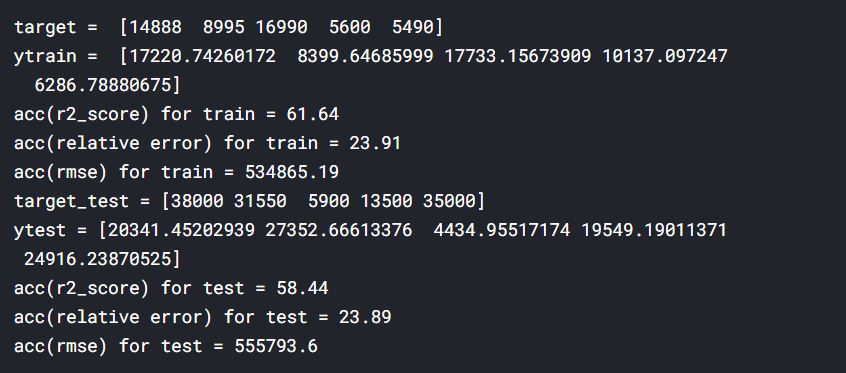 target =  [14888  8995 16990  5600  5490]
ytrain =  [17220.74260172  8399.64685999 17733.15673909 10137.097247
  6286.78880675]
acc(r2_score) for train = 61.64
acc(relative error) for train = 23.91
acc(rmse) for train = 534865.19
target_test = [38000 31550  5900 13500 35000]
ytest = [20341.45202939 27352.66613376  4434.95517174 19549.19011371
 24916.23870525]
acc(r2_score) for test = 58.44
acc(relative error) for test = 23.89
acc(rmse) for test = 555793.6